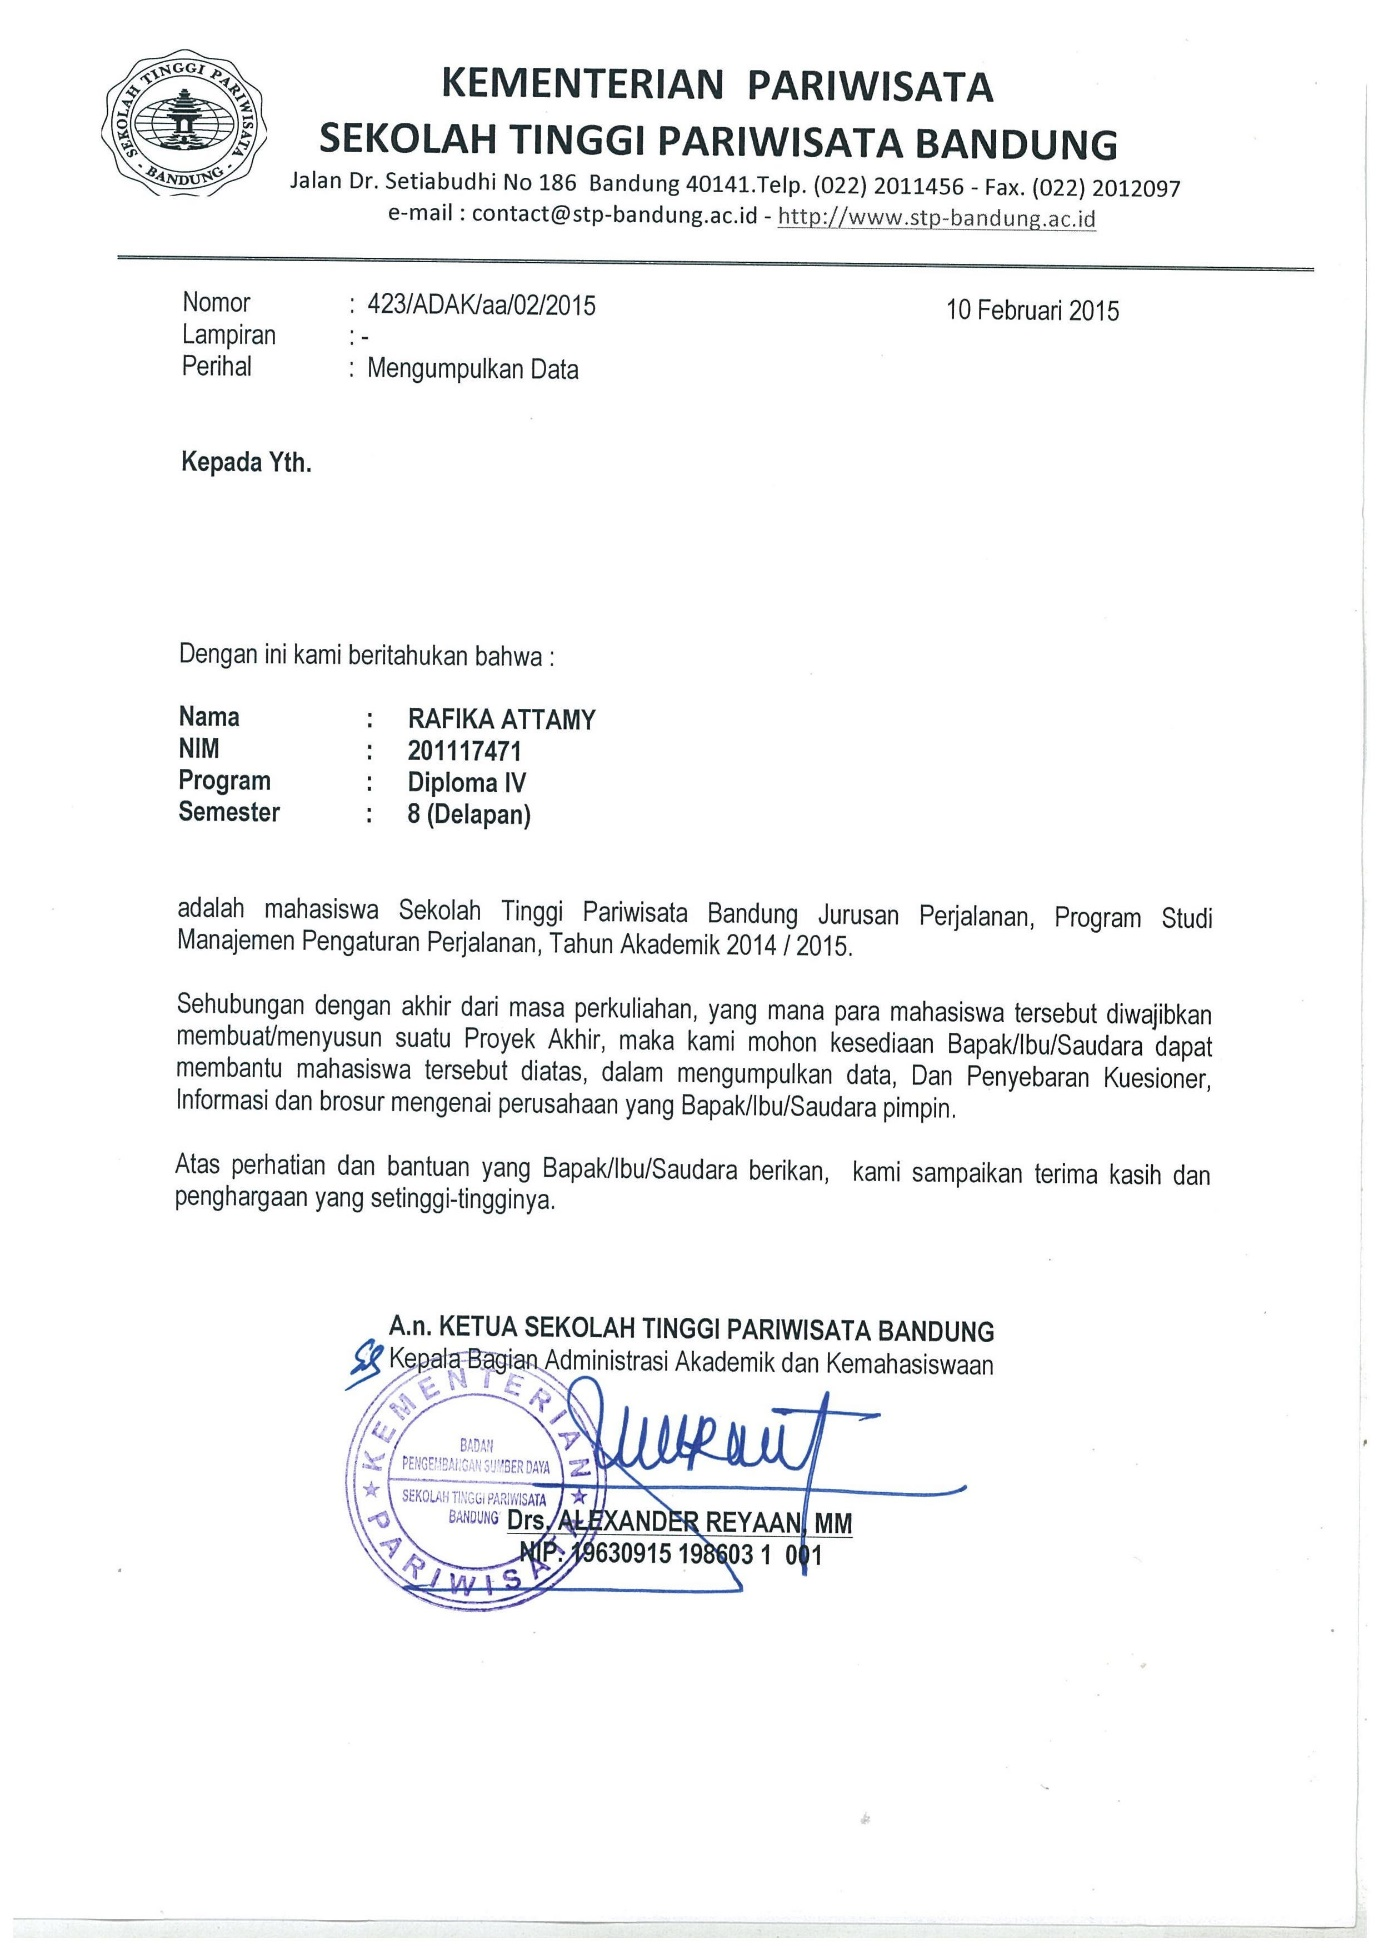 SEKOLAH TINGGI PARIWISATA
- BANDUNG -
KEMENTERIAN PARIWISATA
SEKOLAH TINGGI PARIWISATA BANDUNG
Jalan Dr. Setiabudhi No 186 Bandung 40141.Telp. (022) 2011456 - Fax. (022) 2012097
e-mail : contact@stp-bandung.ac.id - http://www.stp-bandung.ac.id
Nomor : 423/ADAK/aa/02/2015 10 Februari 2015
Lampiran : -
Perihal : Mengumpulkan Data
Kepada Yth.
Dengan ini kami beritahukan bahwa :
Nama : RAFIKA ATTAMY
NIM : 201117471
Program : Diploma IV
Semester : 8 (Delapan)
adalah mahasiswa Sekolah Tinggi Pariwisata Bandung Jurusan Perjalanan, Program Studi
Manajemen Pengaturan Perjalanan, Tahun Akademik 2014 / 2015.
Sehubungan dengan akhir dari masa perkuliahan, yang mana para mahasiswa tersebut diwajibkan
membuat/menyusun suatu Proyek Akhir, maka kami mohon kesediaan Bapak/Ibu/Saudara dapat
membantu mahasiswa tersebut diatas, dalam mengumpulkan data, Dan Penyebaran Kuesioner,
Informasi dan brosur mengenai perusahaan yang Bapak/Ibu/Saudara pimpin.
Atas perhatian dan bantuan yang Bapak/Ibu/Saudara berikan, kami sampaikan terima kasih dan
penghargaan yang setinggi-tingginya.
A.n. KETUA SEKOLAH TINGGI PARIWISATA BANDUNG
Kepala Bagian Administrasi Akademik dan Kemahasiswaan
KEMENTERIAN
BADAN
PENGEMBANGAN SUMBER DAYA
SEKOLAH TINGGI PARIWISATA
BANDUNG
PARIWISATA
Drs. ALEXANDER REYAAN, MM
NIP. 19630915 198603 1 001